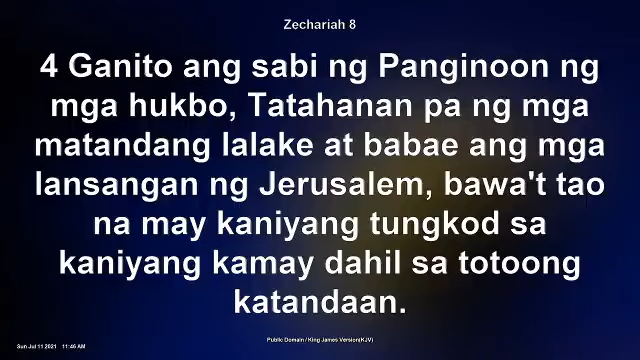 Zechariah 8
4 Ganito ang sabi ng Panginoon ng
mga hukbo, Tatahanan pa ng mga
matandang lalake at babae ang mga
lansangan ng Jerusalem, bawa't tao
na may kaniyang tungkod sa
kaniyang kamay dahil sa totoong
katandaan.
Public Domain / King James Version(KJV)
Sun Jul 11 2021 11:46 AM